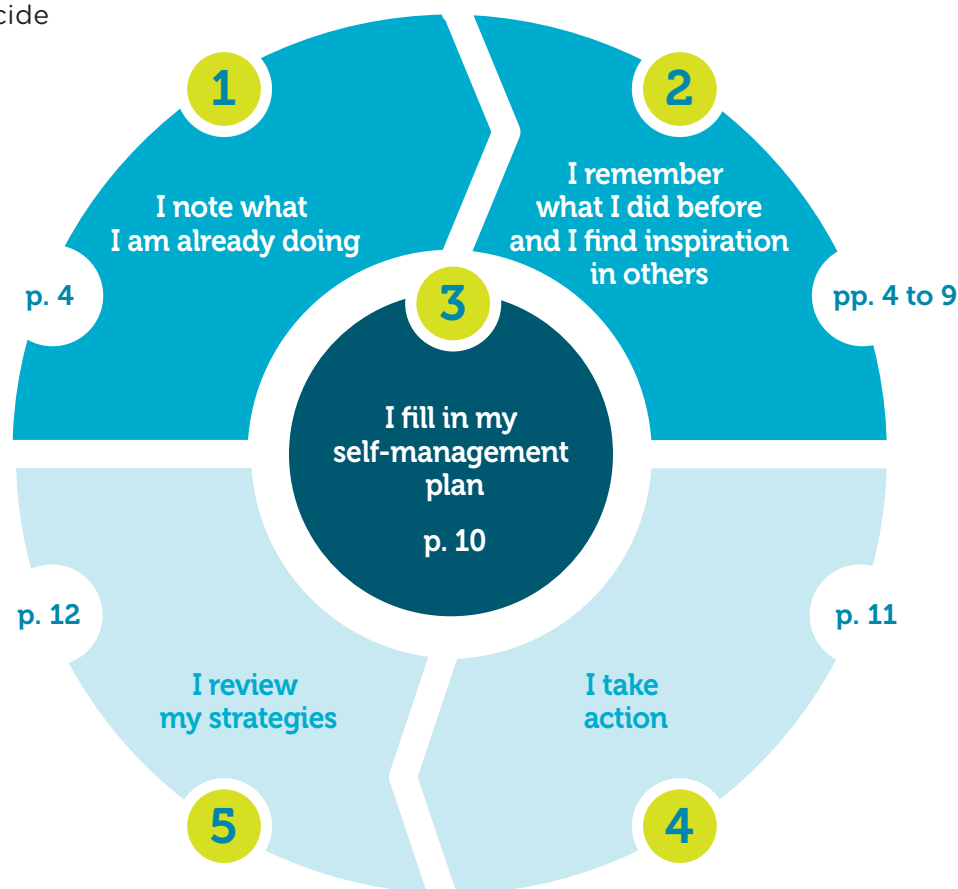 cide
1
I note what
I am already doing
p. 4
2
I remember
what I did before
and I find inspiration
in others
pp. 4 to 9
3
I fill in my
self-management
plan
p. 10
p. 11
I take
action
4
p. 12
I review
my strategies
5